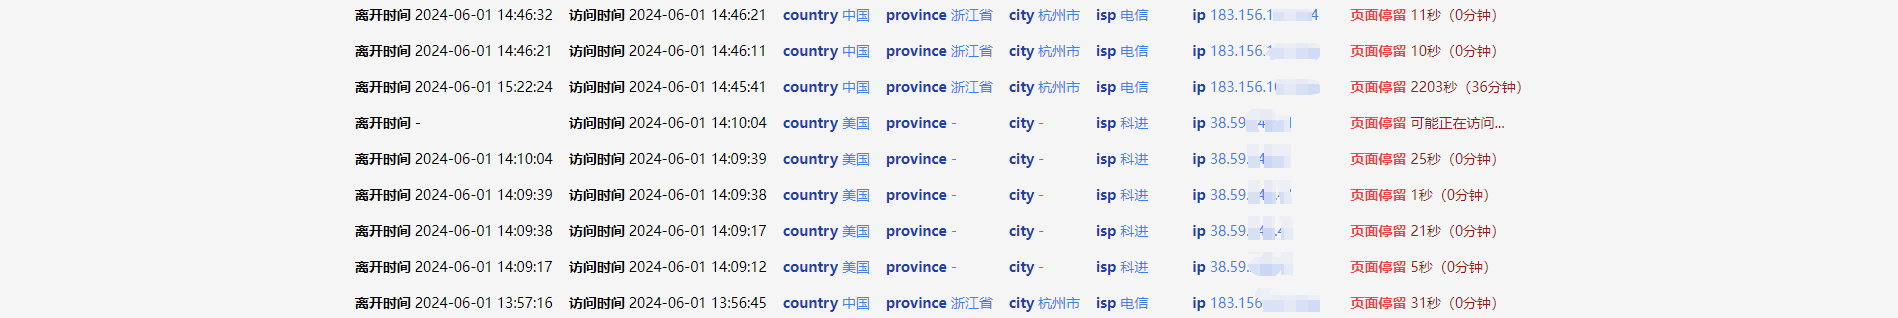 离开时间 2024-06-01 14:46:32 访问时间 2024-06-01 14:46:21 country 中国 province 浙江省 city 杭州市 isp 电信 ip 183.156.1 4 页面停留 11秒（0分钟）
离开时间 2024-06-01 14:46:21 访问时间 2024-06-01 14:46:11 country 中国 province 浙江省 city 杭州市 isp 电信 ip 183.156. 页面停留 10秒（0分钟）
离开时间 2024-06-01 15:22:24 访问时间 2024-06-01 14:45:41 country 中国 province 浙江省 city 杭州市 isp 电信 ip 183.156.1 页面停留 2203秒（36分钟）
离开时间 - 访问时间 2024-06-01 14:10:04 country 美国 province - city - isp 科进 ip 38.59 页面停留 可能正在访问...
离开时间 2024-06-01 14:10:04 访问时间 2024-06-01 14:09:39 country 美国 province - city - isp 科进 ip 38.59. 页面停留 25秒（0分钟）
离开时间 2024-06-01 14:09:39 访问时间 2024-06-01 14:09:38 country 美国 province - city - isp 科进 ip 38.59. 页面停留 1秒（0分钟）
离开时间 2024-06-01 14:09:38 访问时间 2024-06-01 14:09:17 country 美国 province - city - isp 科进 ip 38.59. 页面停留 21秒（0分钟）
离开时间 2024-06-01 14:09:17 访问时间 2024-06-01 14:09:12 country 美国 province - city - isp 科进 ip 38.59. 页面停留 5秒（0分钟）
离开时间 2024-06-01 13:57:16 访问时间 2024-06-01 13:56:45 country 中国 province 浙江省 city 杭州市 isp 电信 ip 183.156 页面停留 31秒（0分钟）